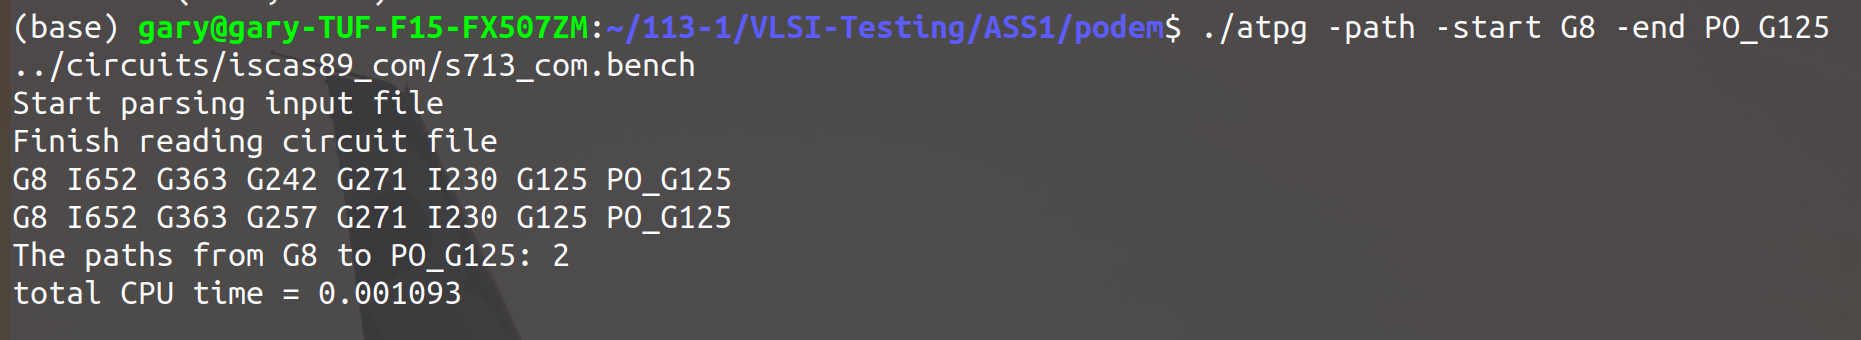 (base) gary@gary-TUF-F15-FX507ZM:~/113-1/VLSI-Testing/ASS1/podem$ ./atpg -path -start G8 -end PO_G125
../circuits/iscas89_com/s713_com.bench
Start parsing input file
Finish reading circuit file
G8 I652 G363 G242 G271 I230 G125 PO_G125
G8 I652 G363 G257 G271 I230 G125 PO_G125
The paths from G8 to PO_G125: 2
total CPU time = 0.001093